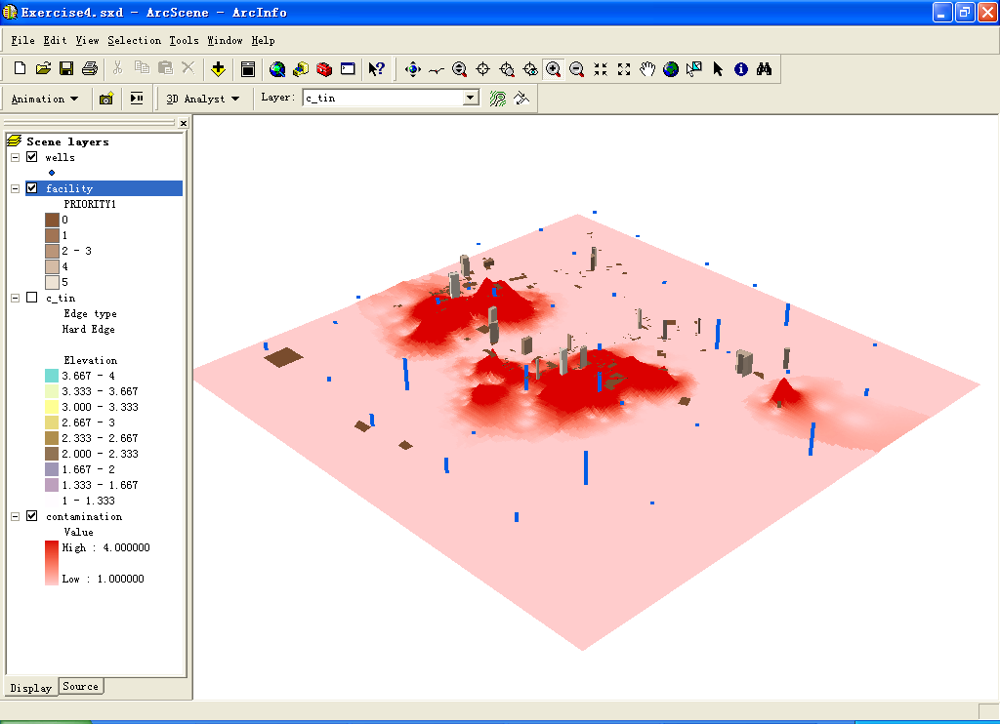 Exercise4.sxd - ArcScene - ArcInfo
File Edit View Selection Tools Window Help
Animation 3D Analyst Layer: c_tin
Scene layers
wells
facility
PRIORITY1
0
1
2 - 3
4
5
c_tin
Edge type
Hard Edge
Elevation
3.667 - 4
3.333 - 3.667
3.000 - 3.333
2.667 - 3
2.333 - 2.667
2.000 - 2.333
1.667 - 2
1.333 - 1.667
1 - 1.333
contamination
Value
High : 4.000000
Low : 1.000000
Display Source